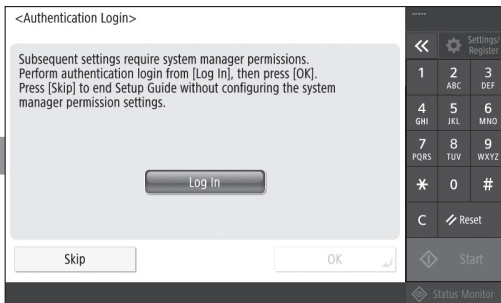 <Authentication Login>
Subsequent settings require system manager permissions.
Perform authentication login from [Log In], then press [OK].
Press [Skip] to end Setup Guide without configuring the system
manager permission settings.
Log In
Skip
OK
-----
Settings/
Register
1 2 3
ABC DEF
4 5 6
GHI JKL MNO
7 8 9
PQRS TUV WXYZ
* 0 #
C Reset
Start
Status Monitor